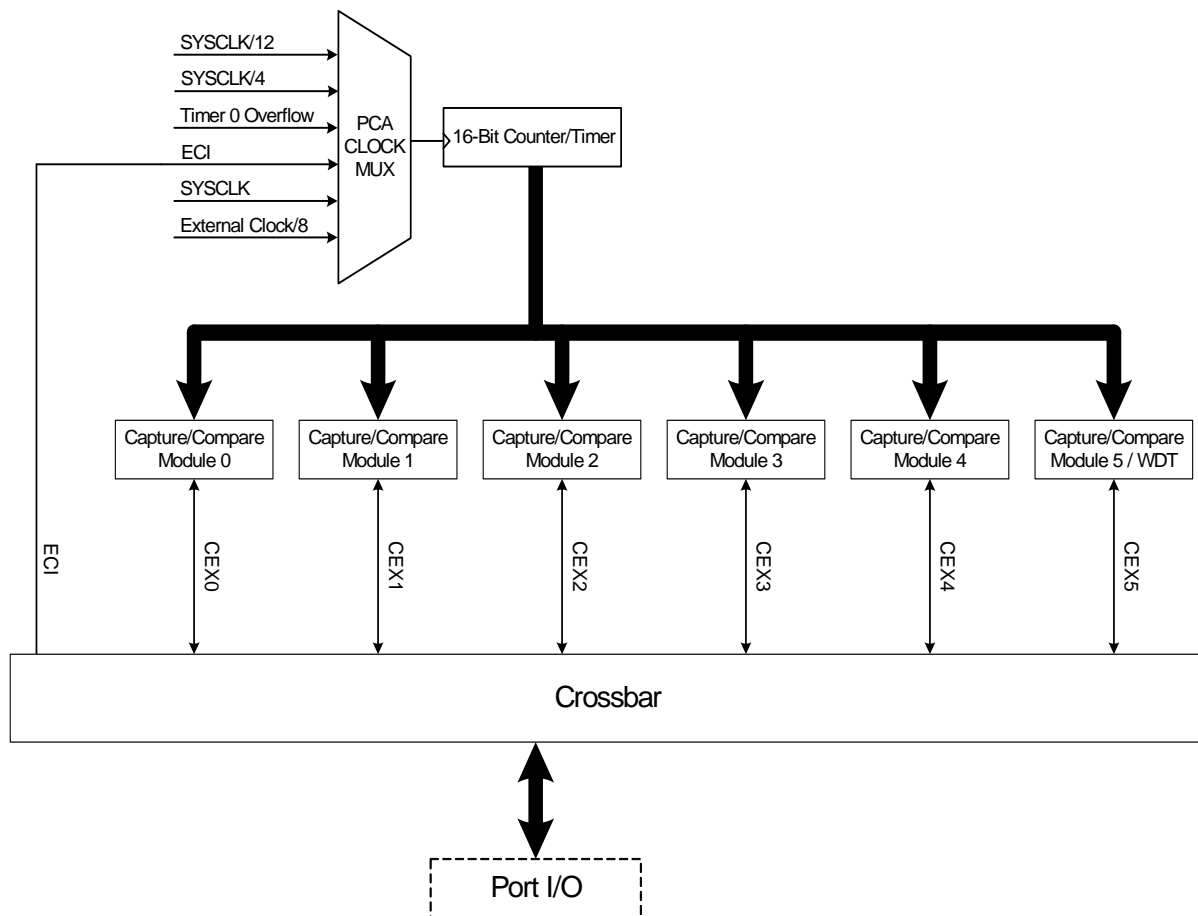 SYSCLK/12
SYSCLK/4
Timer 0 Overflow
ECI
SYSCLK
External Clock/8
PCA
CLOCK
MUX
16-Bit Counter/Timer
Capture/Compare
Module 0
Capture/Compare
Module 1
Capture/Compare
Module 2
Capture/Compare
Module 3
Capture/Compare
Module 4
Capture/Compare
Module 5 / WDT
ECI
CEX0
CEX1
CEX2
CEX3
CEX4
CEX5
Crossbar
Port I/O